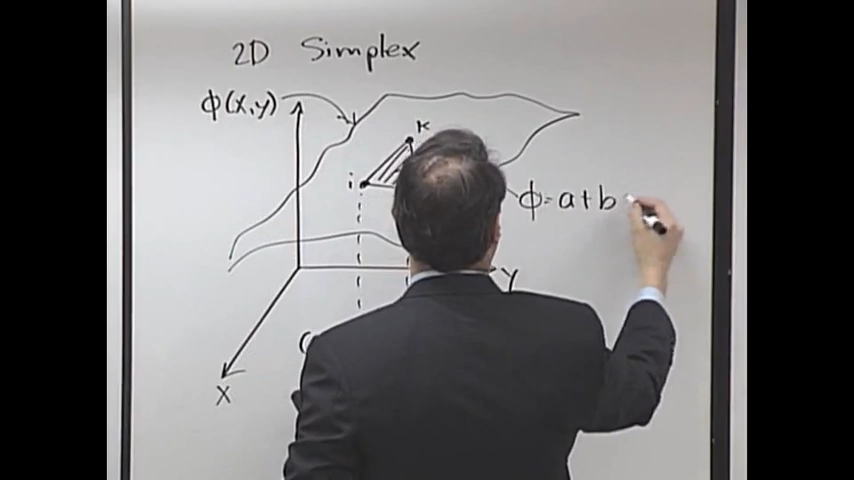 2D Simplex
ϕ(x,y)
K
i
ϕ=a+b
Y
X